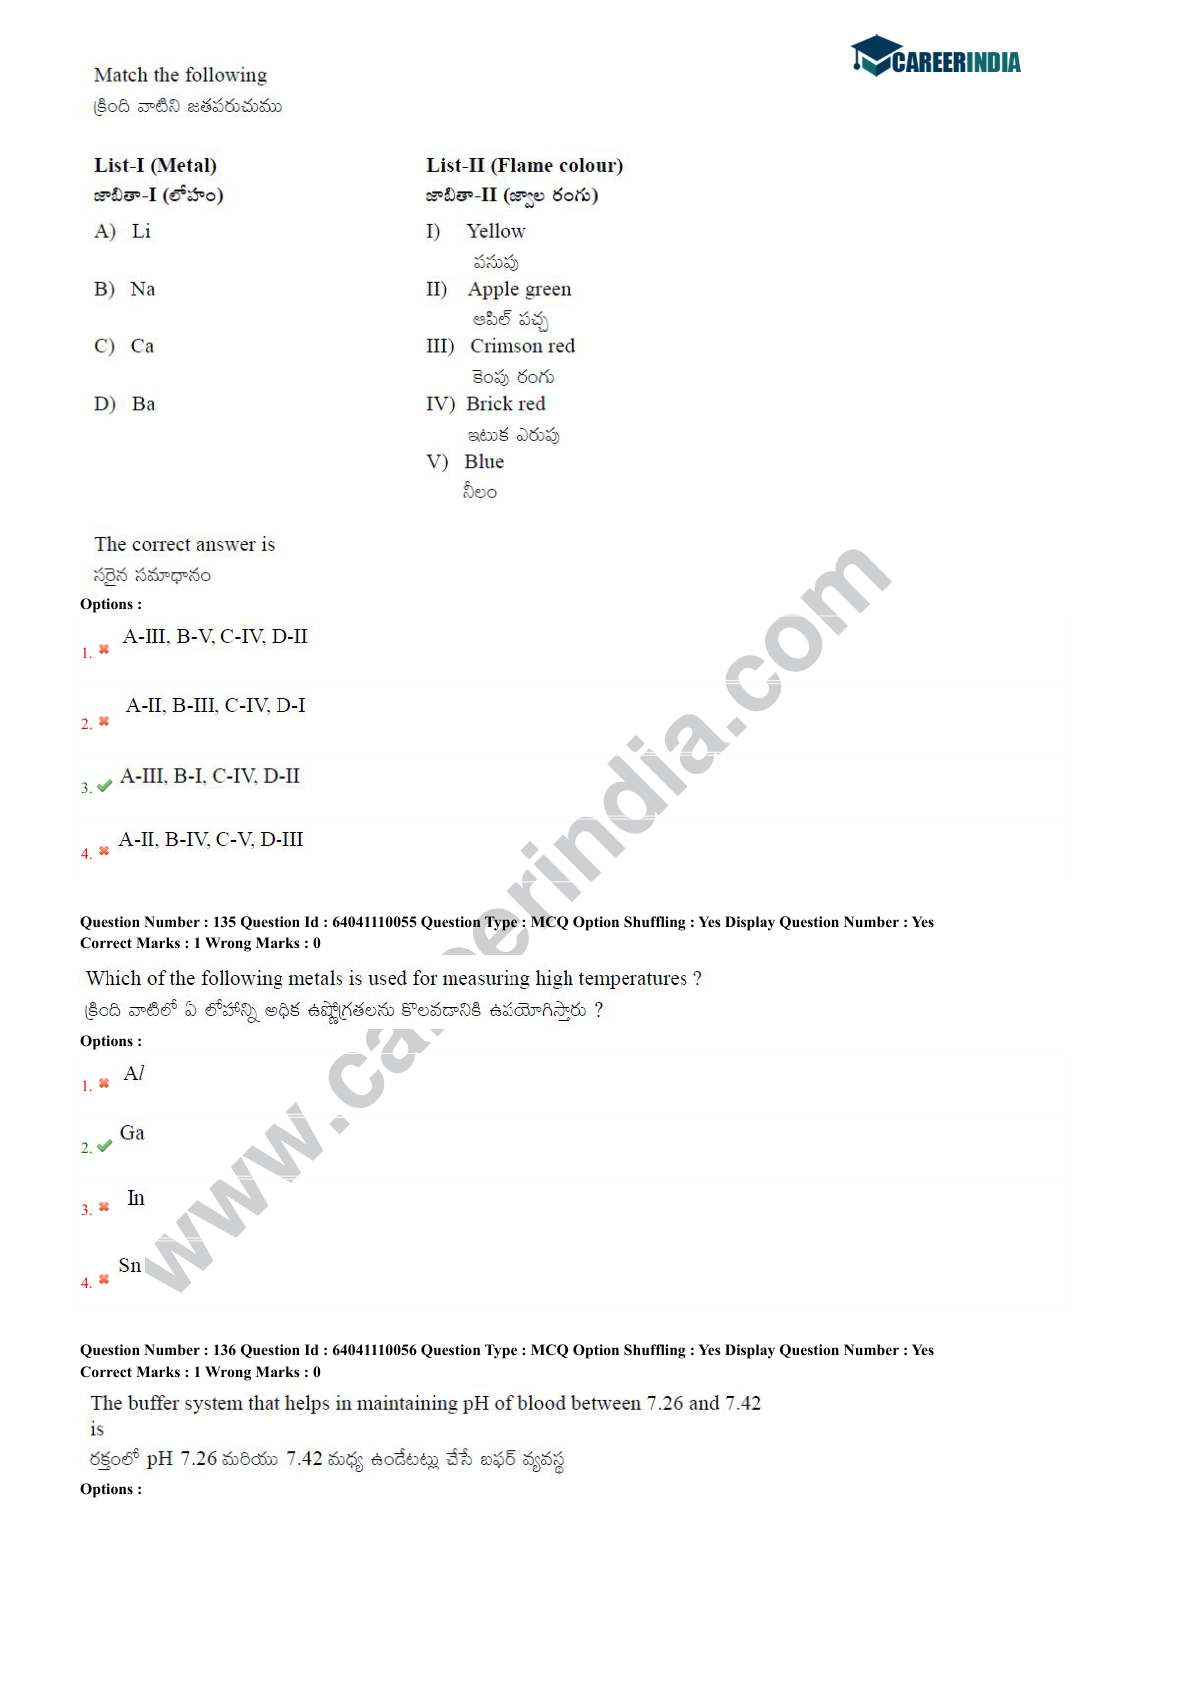 CAREERINDIA
Match the following
క్రింది వాటిని జతపరుచుము
List-I (Metal) List-II (Flame colour)
జాబితా-I (లోహం) జాబితా-II (జ్వాల రంగు)
A) Li I) Yellow
పసుపు
B) Na II) Apple green
ఆపిల్ పచ్చ
C) Ca III) Crimson red
కెంపు రంగు
D) Ba IV) Brick red
ఇటుక ఎరుపు
V) Blue
నీలం
The correct answer is
సరైన సమాధానం
Options :
1. A-III, B-V, C-IV, D-II
2. A-II, B-III, C-IV, D-I
3. A-III, B-I, C-IV, D-II
4. A-II, B-IV, C-V, D-III
www.careerindia.com
Question Number : 135 Question Id : 64041110055 Question Type : MCQ Option Shuffling : Yes Display Question Number : Yes
Correct Marks : 1 Wrong Marks : 0
Which of the following metals is used for measuring high temperatures ?
క్రింది వాటిలో ఏ లోహాన్ని అధిక ఉష్ణోగ్రతలను కొలవడానికి ఉపయోగిస్తారు ?
Options :
1. Al
2. Ga
3. In
4. Sn
Question Number : 136 Question Id : 64041110056 Question Type : MCQ Option Shuffling : Yes Display Question Number : Yes
Correct Marks : 1 Wrong Marks : 0
The buffer system that helps in maintaining pH of blood between 7.26 and 7.42
is
రక్తంలో pH 7.26 మరియు 7.42 మధ్య ఉండేటట్లు చేసే బఫర్ వ్యవస్థ
Options :